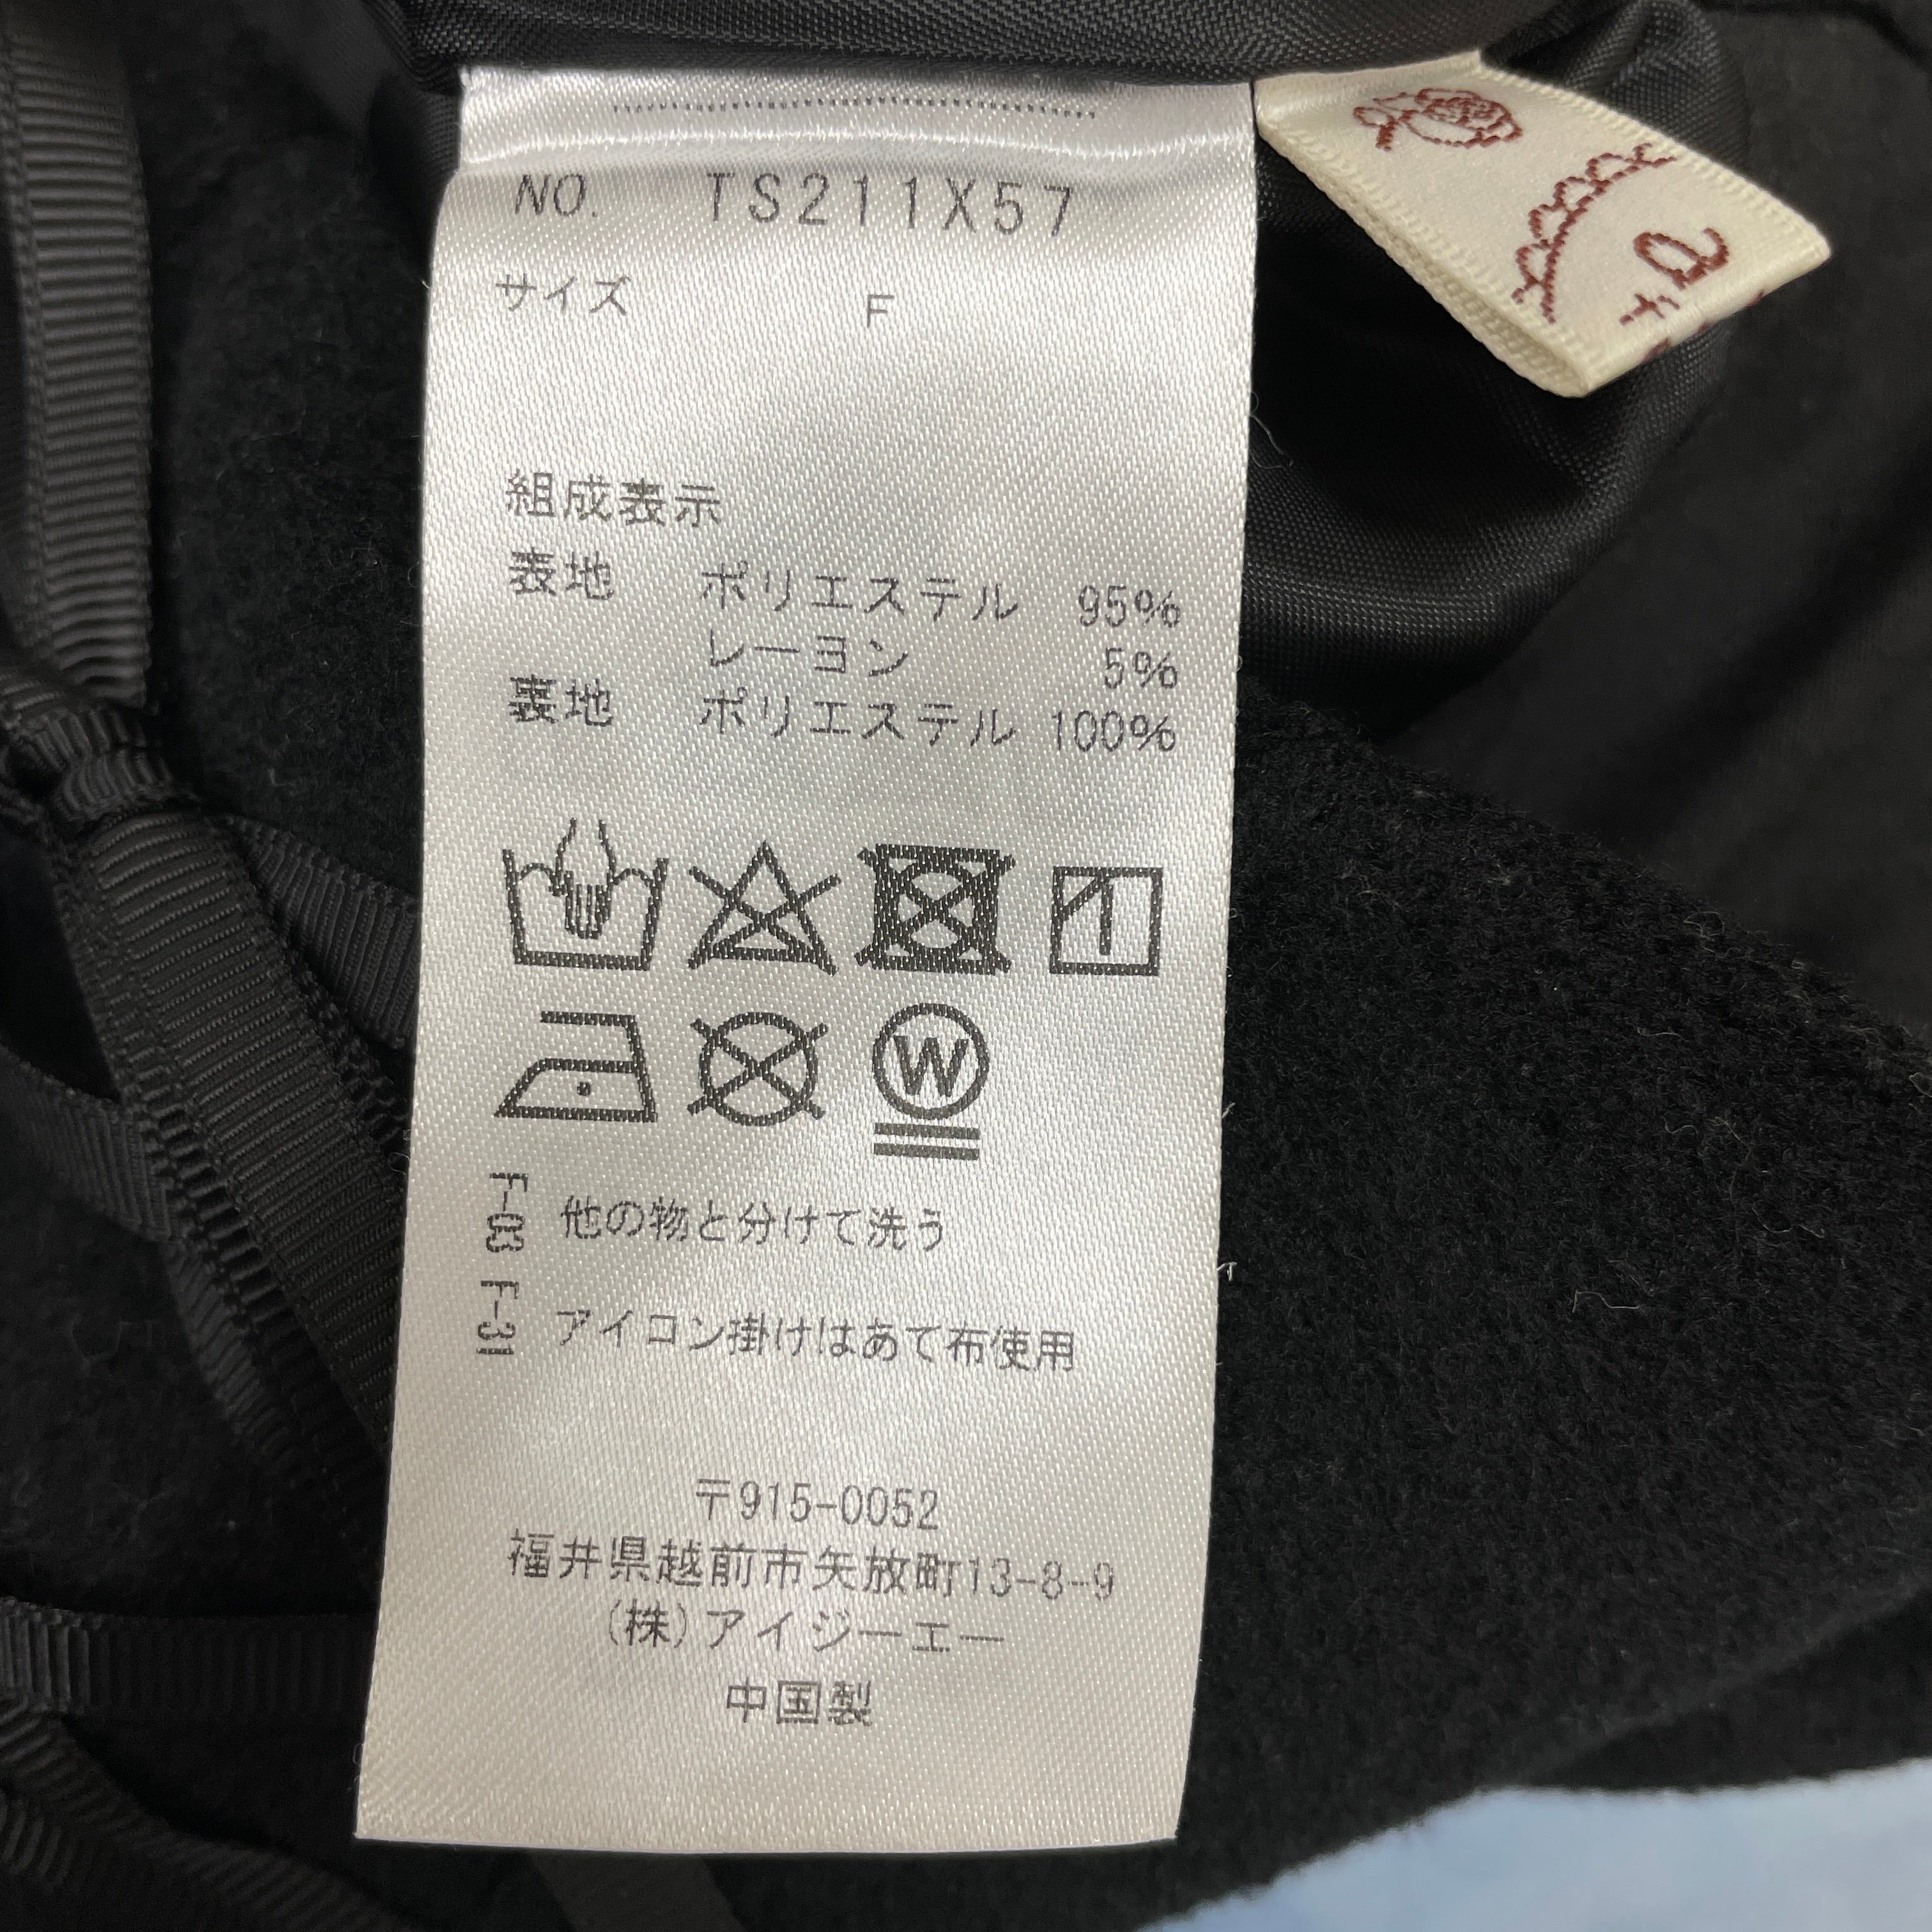 NO. TS211X57
サイズ F
組成表示
表地 ポリエステル 95%
レーヨン 5%
裏地 ポリエステル 100%
W
F-03 他の物と分けて洗う
F-31 アイコン掛けはあて布使用
〒915-0052
福井県越前市矢放町13-8-9
(株)アイジーエー
中国製